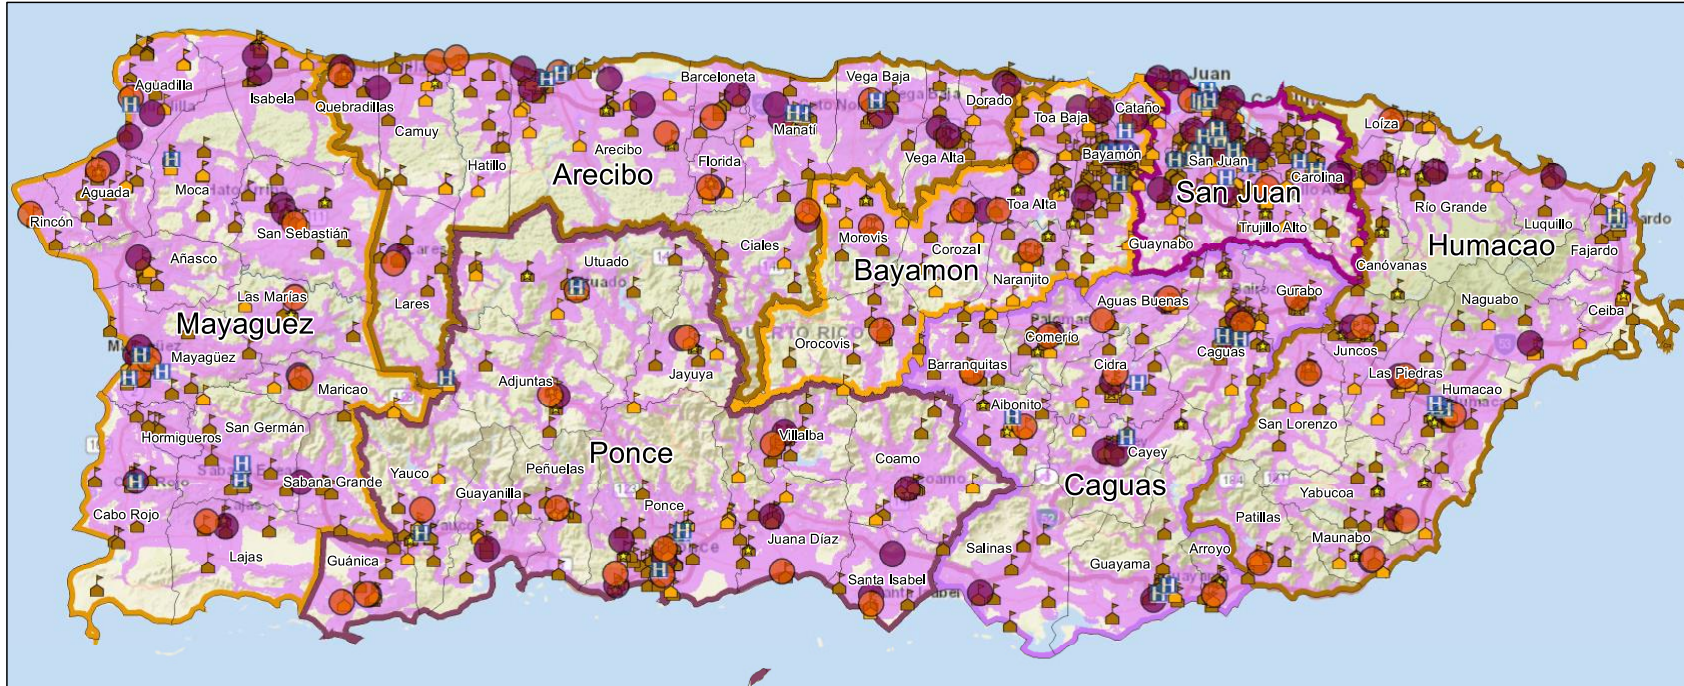 San Juan
Aguadilla
Barceloneta
Vega Baja
Isabela
Quebradillas
Dorado
Cataño
Toa Baja
Camuy
Manatí
Loíza
Arecibo
Hatillo
Florida
Vega Alta
Bayamón
San Juan
Carolina
Arecibo
San Juan
Aguada
Moca
Rincón
San Sebastián
Toa Alta
Río Grande
Luquillo
Fajardo
Trujillo Alto
Morovis
Corozal
Guaynabo
Ciales
Humacao
Añasco
Utuado
Bayamon
Naranjito
Canóvanas
Las Marías
Lares
Aguas Buenas
Gurabo
Naguabo
Ceiba
Mayaguez
PUERTO RICO
Orocovis
Comerío
Mayagüez
Barranquitas
Cidra
Caguas
Juncos
53
Las Piedras
Jayuya
Adjuntas
Maricao
Humacao
Aibonito
San Lorenzo
San Germán
Hormigueros
Villalba
Ponce
Cayey
Coamo
Peñuelas
Yauco
Sabana Grande
Caguas
Guayanilla
Ponce
Yabucoa
Cabo Rojo
Patillas
Maunabo
Juana Díaz
Salinas
Arroyo
Lajas
Guánica
Guayama
Santa Isabel